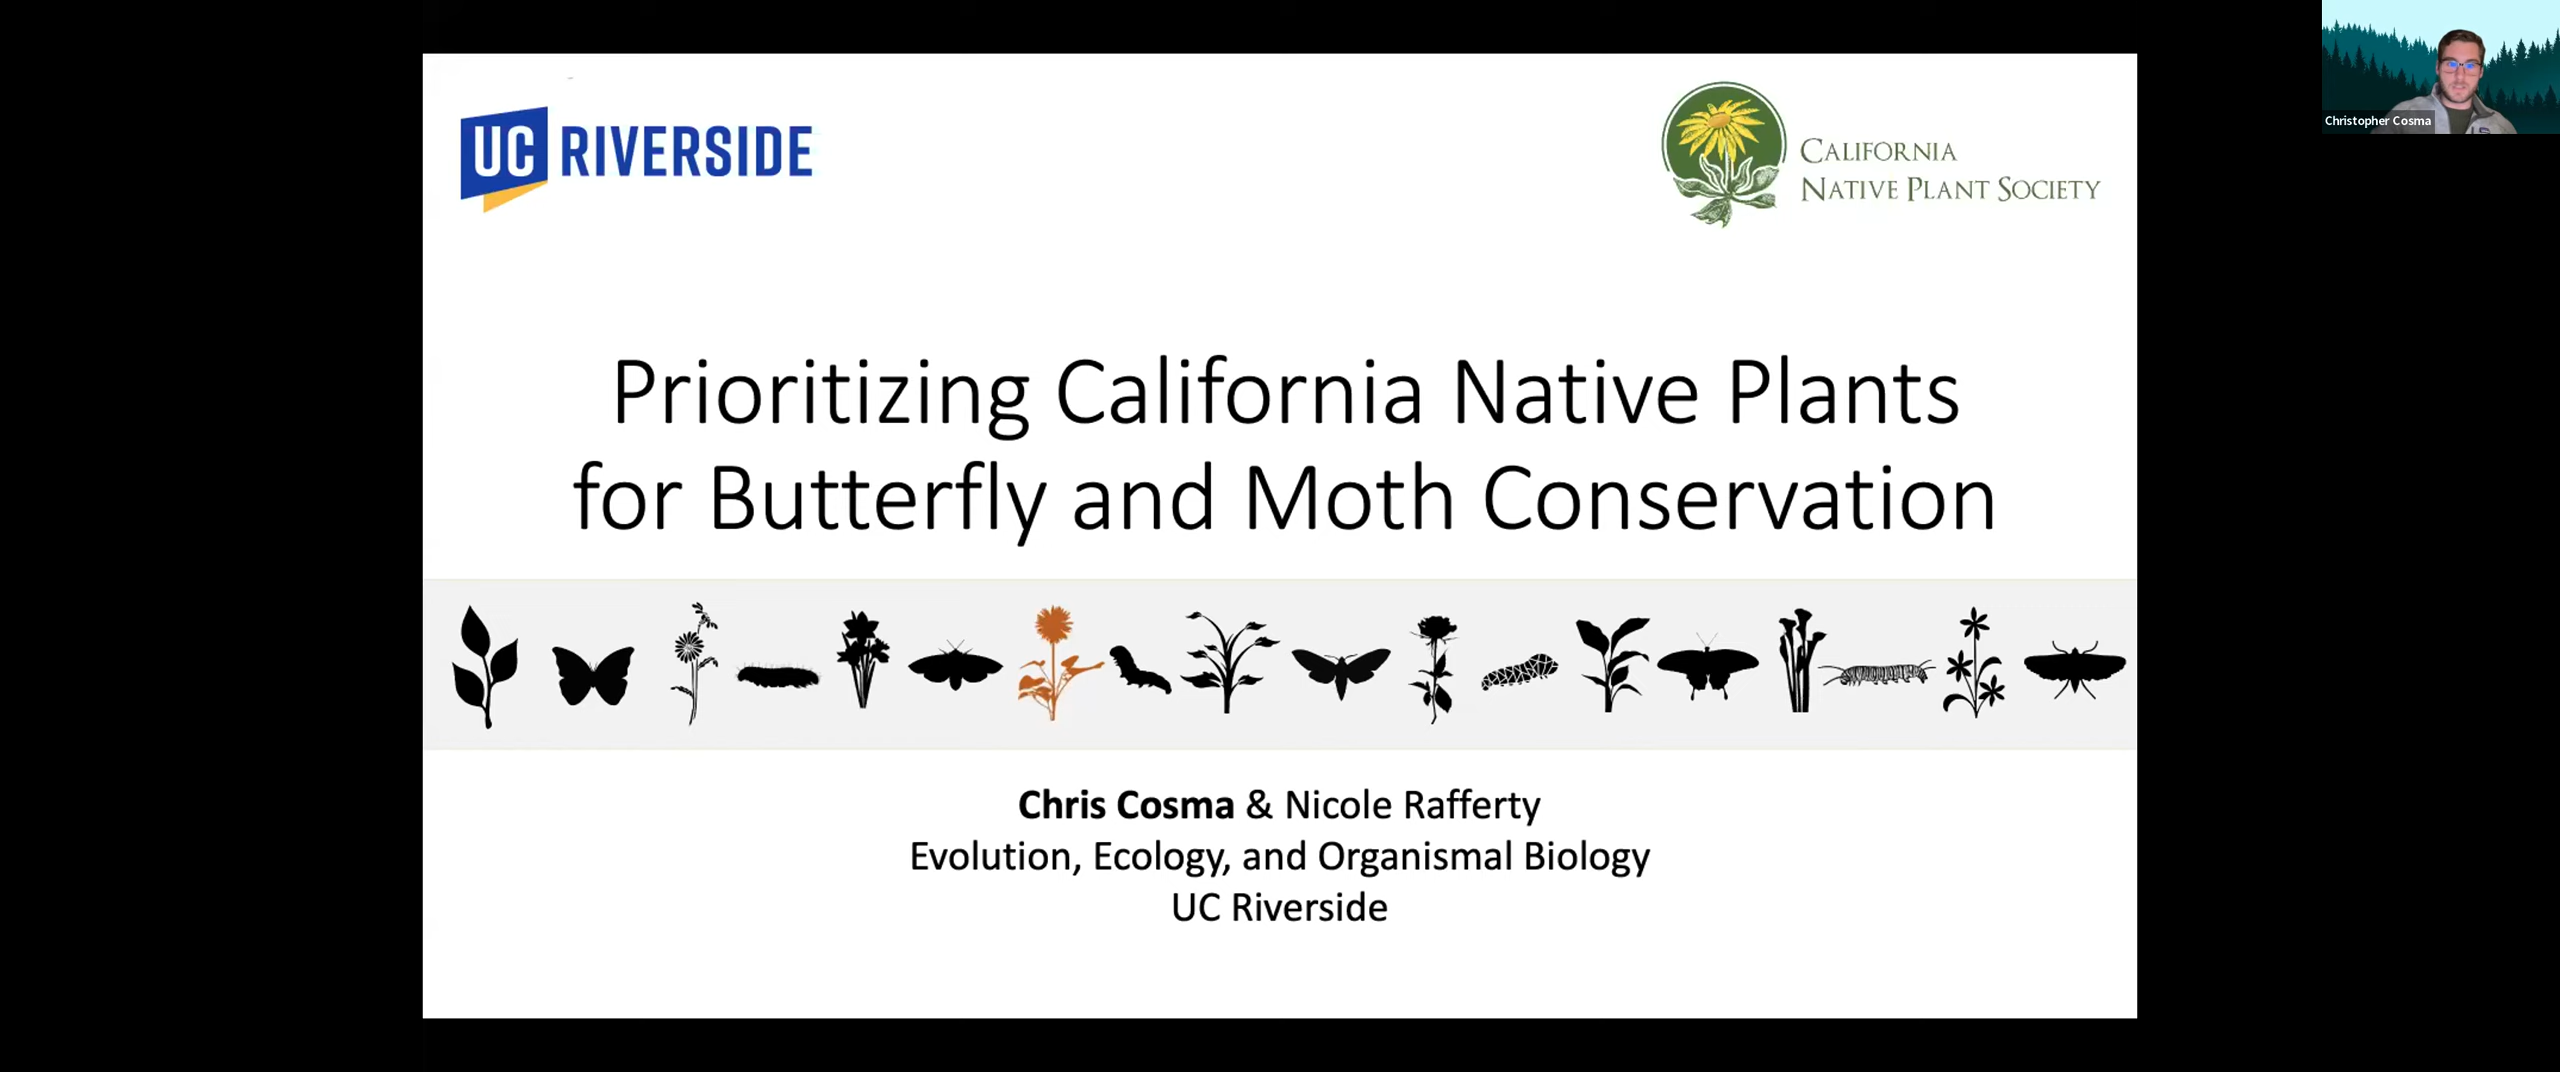 UC RIVERSIDE
CALIFORNIA
NATIVE PLANT SOCIETY
Christopher Cosma
Prioritizing California Native Plants
for Butterfly and Moth Conservation
Chris Cosma & Nicole Rafferty
Evolution, Ecology, and Organismal Biology
UC Riverside